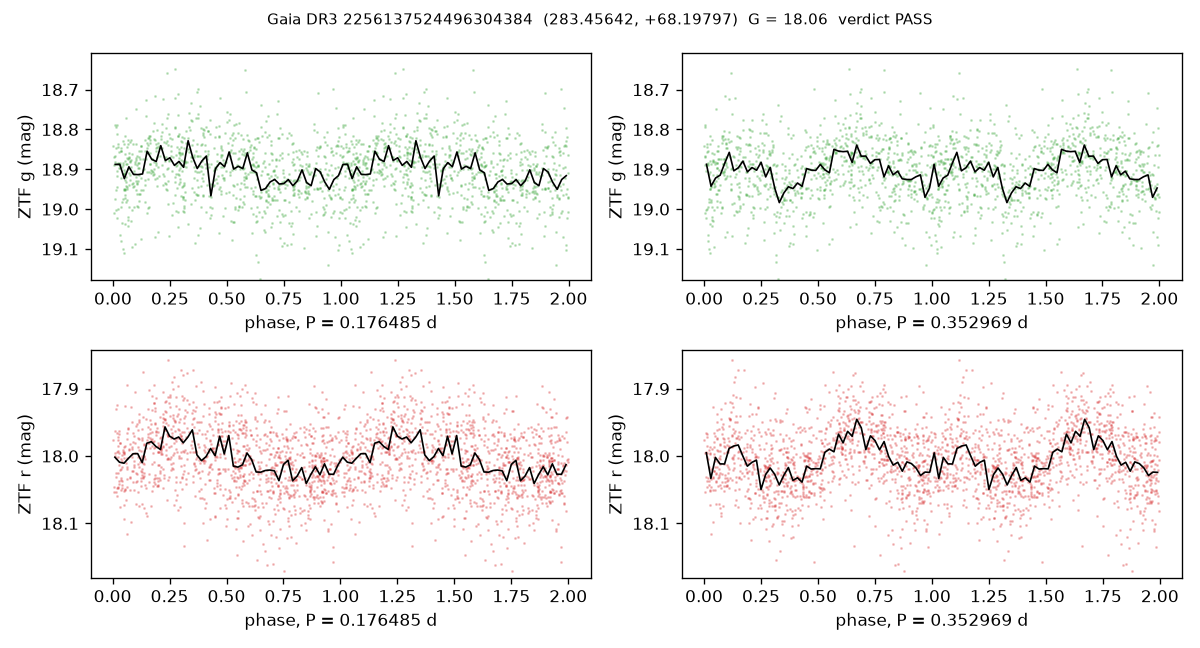 Gaia DR3 2256137524496304384 (283.45642, +68.19797) G = 18.06 verdict PASS
ZTF g (mag)
18.7
18.8
18.9
19.0
19.1
0.00 0.25 0.50 0.75 1.00 1.25 1.50 1.75 2.00
phase, P = 0.176485 d
ZTF g (mag)
18.7
18.8
18.9
19.0
19.1
0.00 0.25 0.50 0.75 1.00 1.25 1.50 1.75 2.00
phase, P = 0.352969 d
ZTF r (mag)
17.9
18.0
18.1
0.00 0.25 0.50 0.75 1.00 1.25 1.50 1.75 2.00
phase, P = 0.176485 d
ZTF r (mag)
17.9
18.0
18.1
0.00 0.25 0.50 0.75 1.00 1.25 1.50 1.75 2.00
phase, P = 0.352969 d